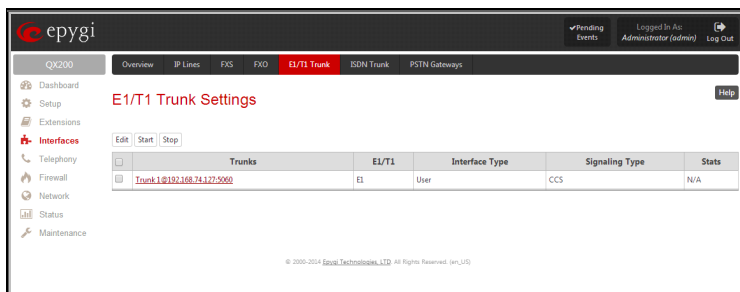 epygi
✔Pending Events
Logged In As: Administrator (admin)
Log Out
QX200
Overview IP Lines FXS FXO E1/T1 Trunk ISDN Trunk PSTN Gateways
Dashboard
Setup
Extensions
Interfaces
Telephony
Firewall
Network
Status
Maintenance
E1/T1 Trunk Settings
Help
Edit Start Stop
Trunks E1/T1 Interface Type Signaling Type Stats
Trunk 1@192.168.74.127:5060 E1 User CCS N/A
© 2000-2014 Epygi Technologies, LTD. All Rights Reserved. (en_US)